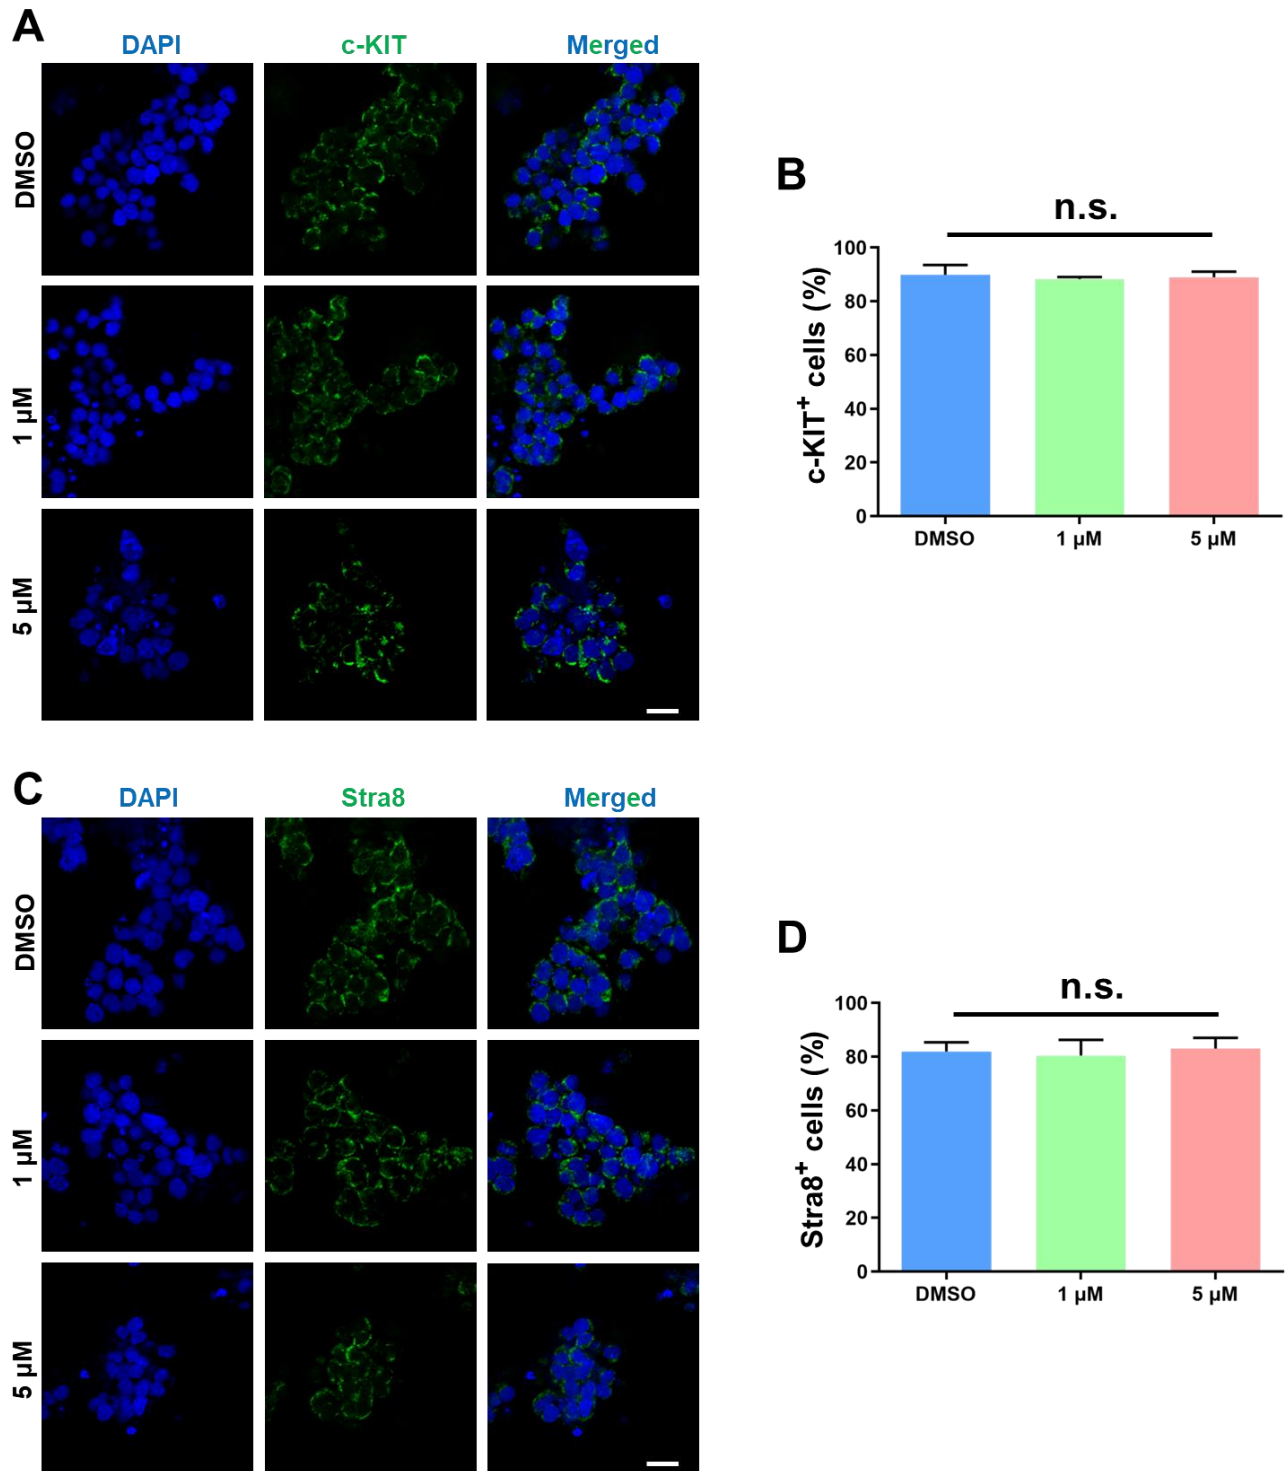 A
DAPI c-KIT Merged
DMSO
1 µM
5 µM
B
n.s.
c-KIT+ cells (%)
100
80
60
40
20
0
DMSO 1 µM 5 µM
C
DAPI Stra8 Merged
DMSO
1 µM
5 µM
D
n.s.
Stra8+ cells (%)
100
80
60
40
20
0
DMSO 1 µM 5 µM